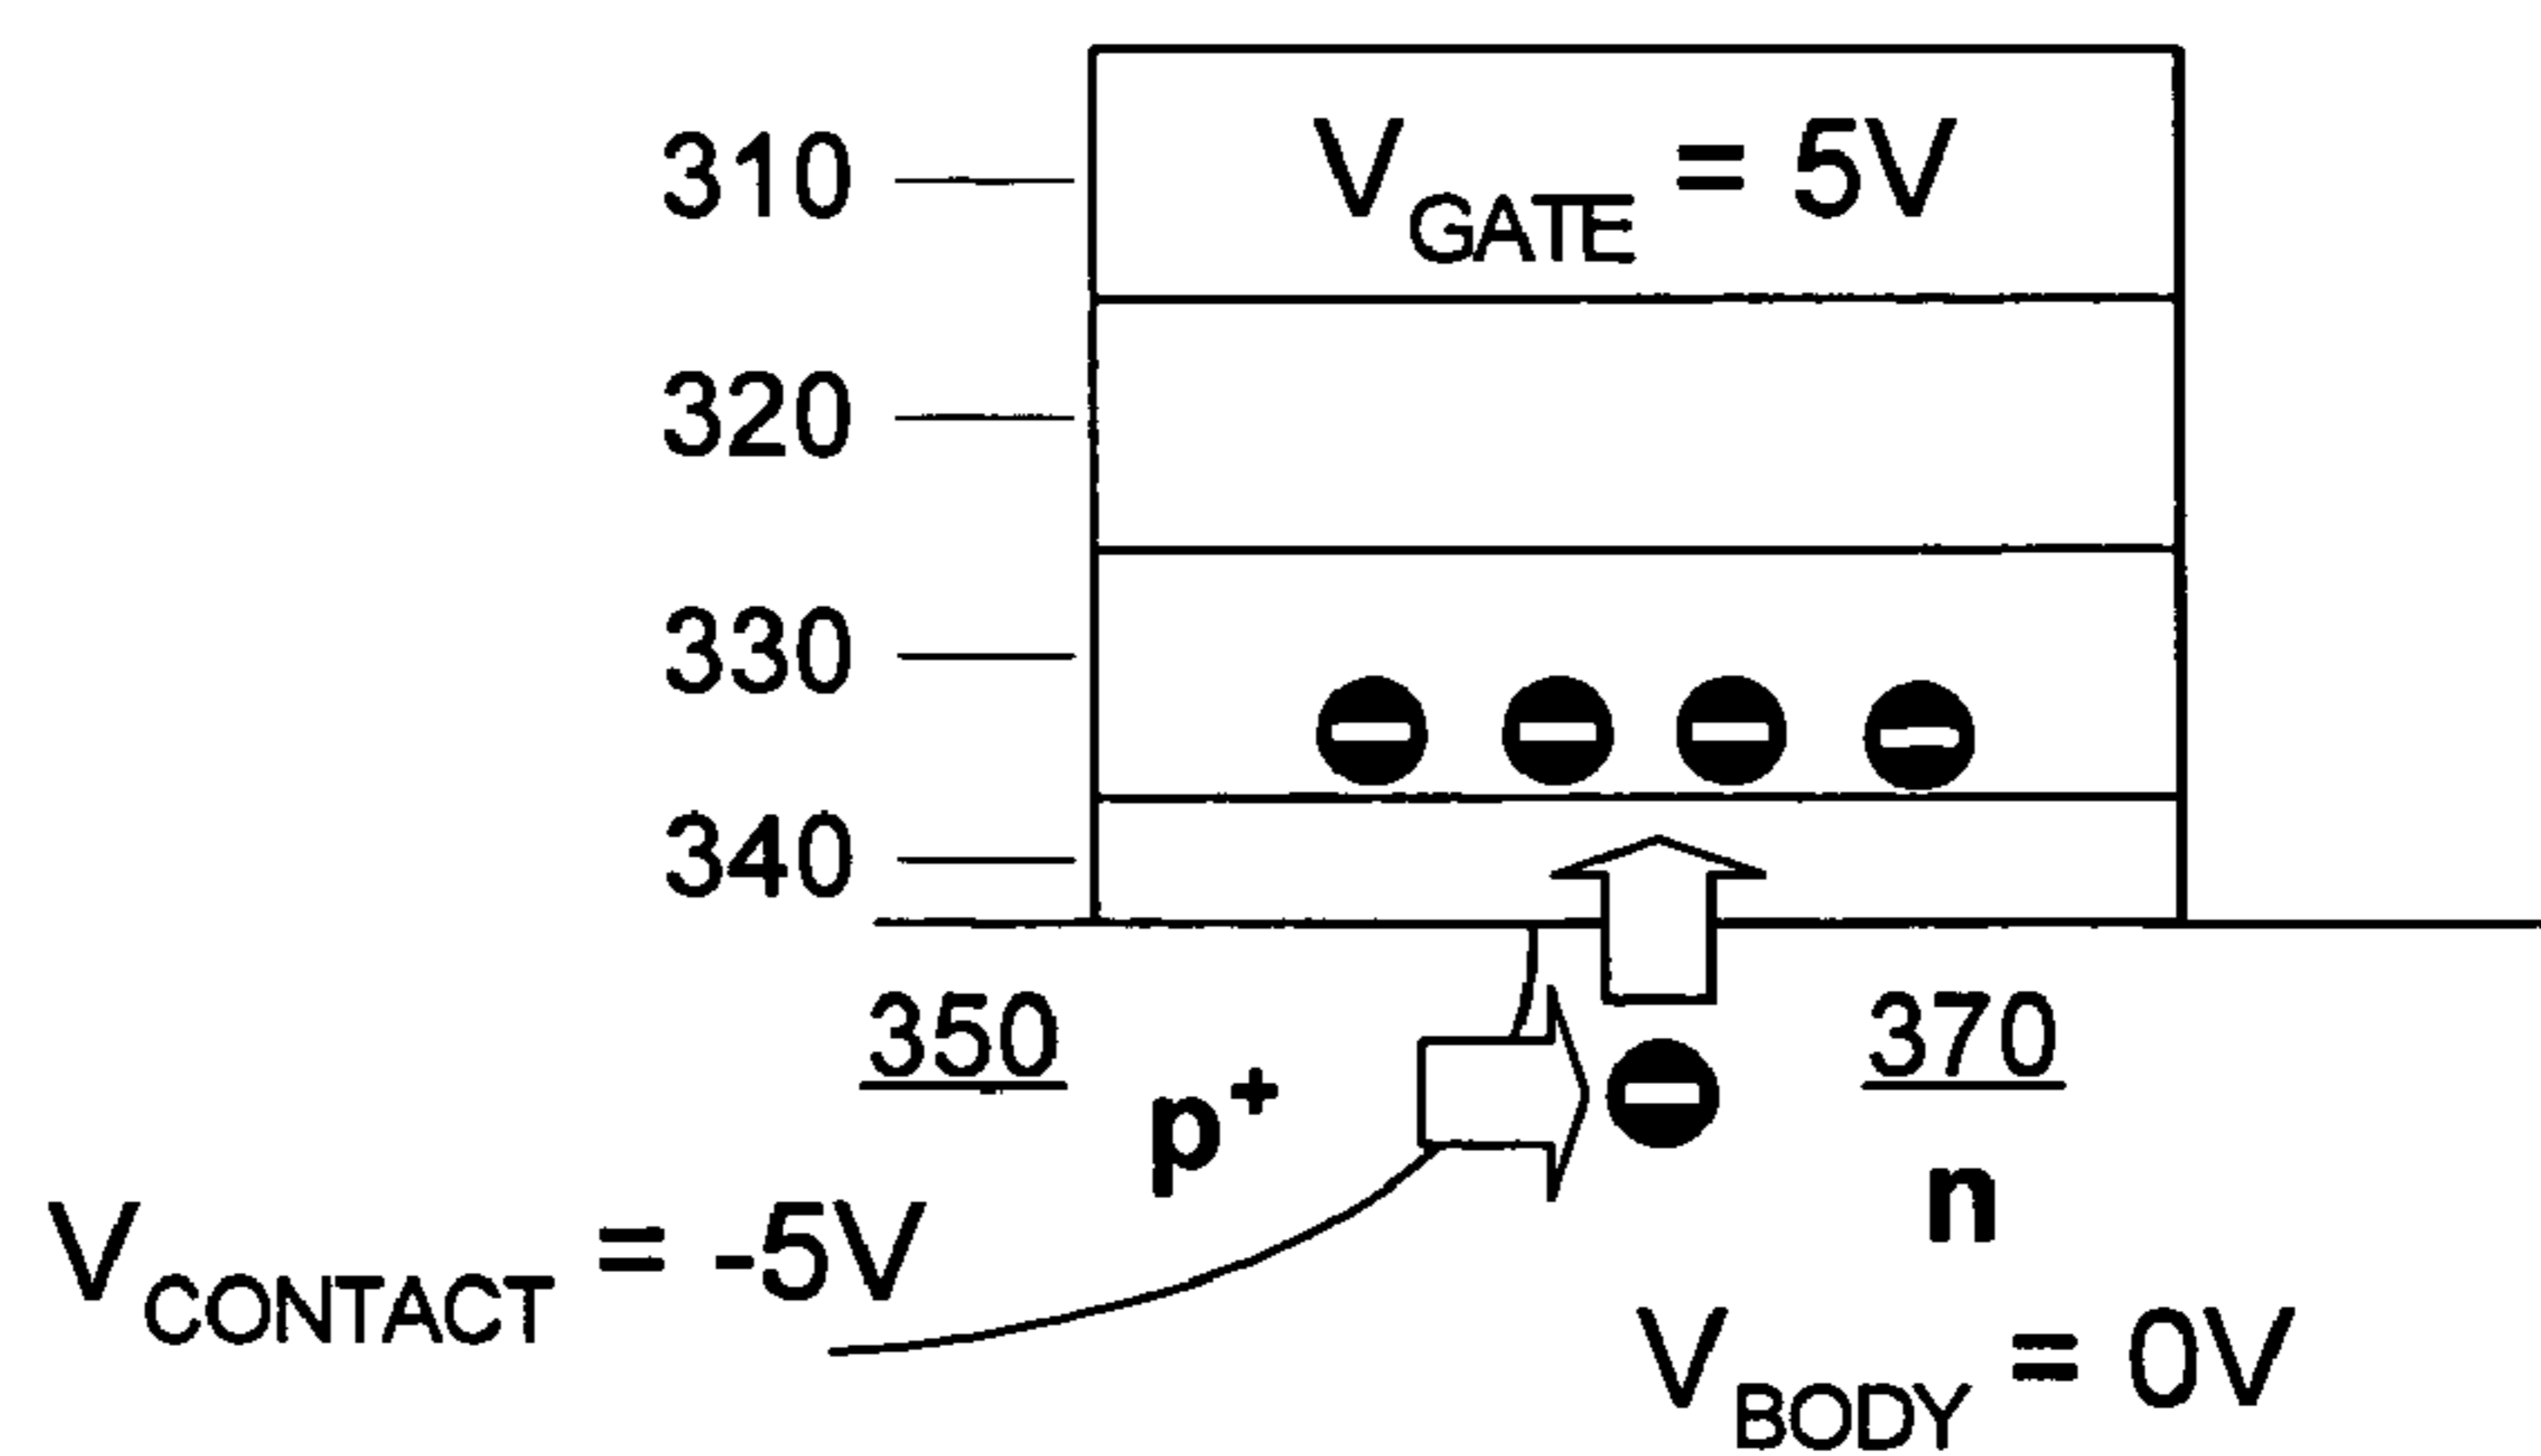 310
V_GATE = 5V
320
330
340
350
370
p⁺
n
V_CONTACT = -5V
V_BODY = 0V